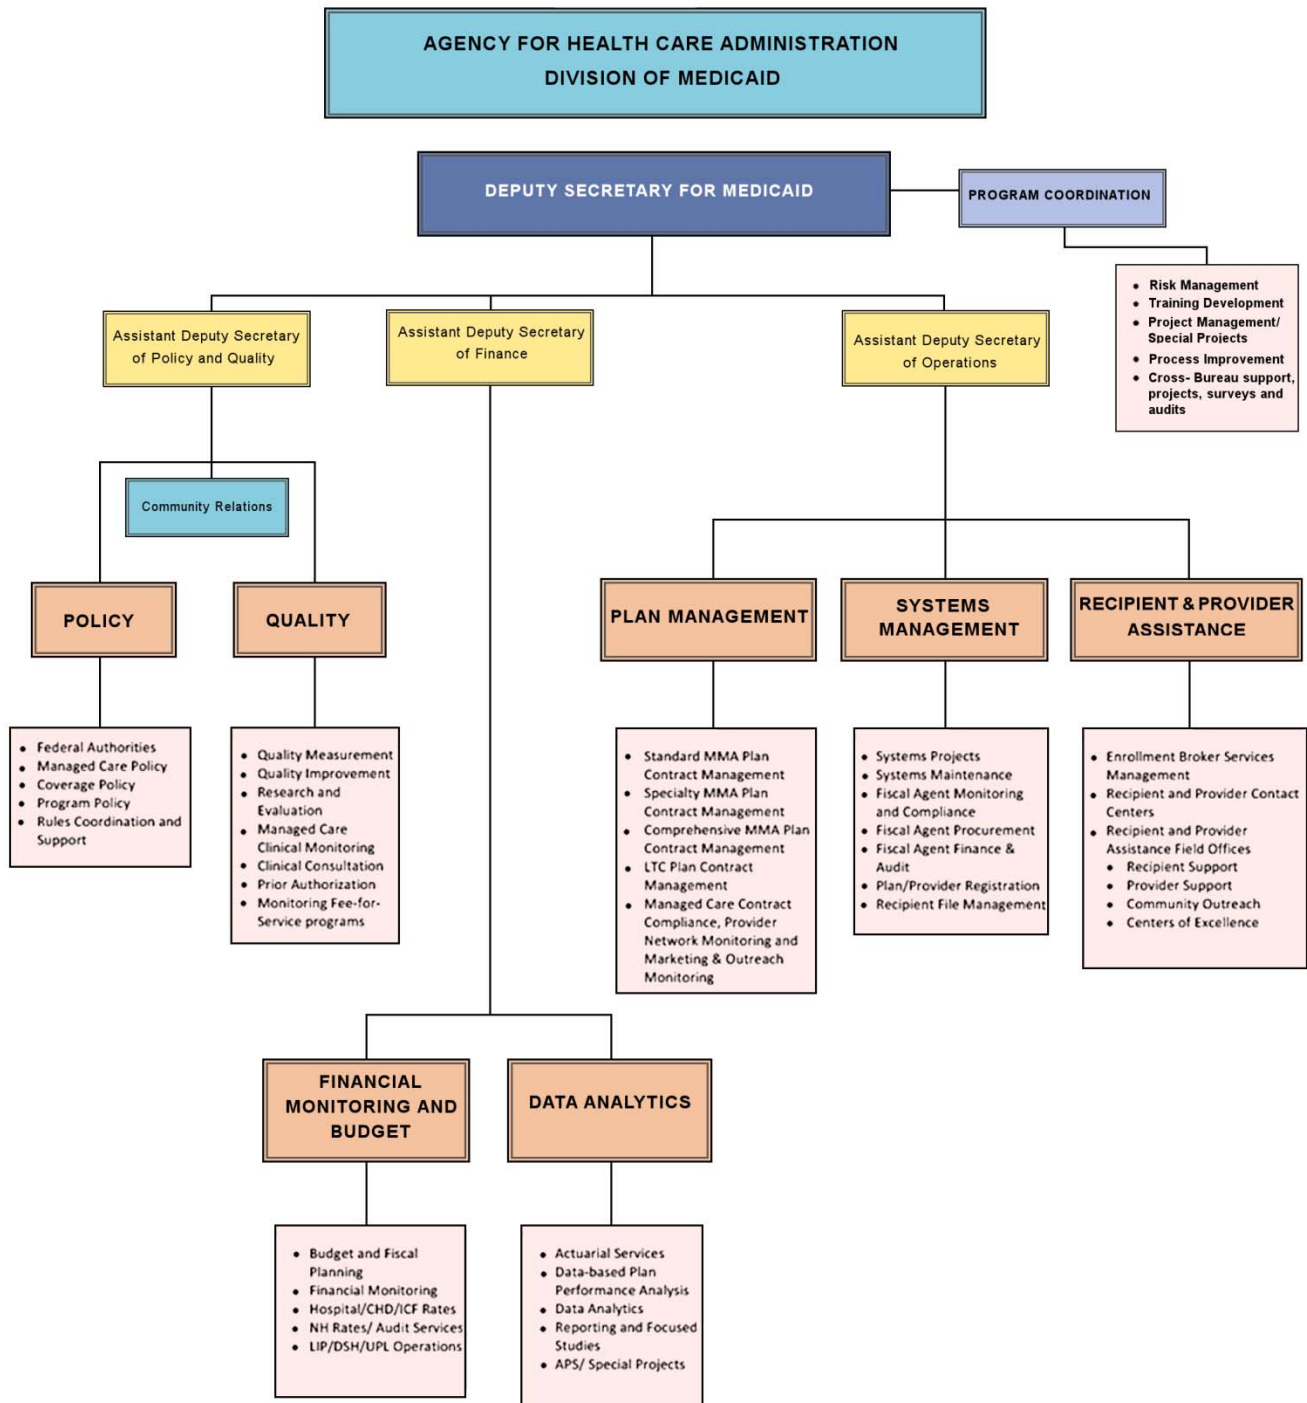 AGENCY FOR HEALTH CARE ADMINISTRATION
DIVISION OF MEDICAID
DEPUTY SECRETARY FOR MEDICAID
PROGRAM COORDINATION
• Risk Management
• Training Development
• Project Management/
Special Projects
• Process Improvement
• Cross- Bureau support,
projects, surveys and
audits
Assistant Deputy Secretary
of Policy and Quality
Assistant Deputy Secretary
of Finance
Assistant Deputy Secretary
of Operations
Community Relations
POLICY
QUALITY
PLAN MANAGEMENT
SYSTEMS
MANAGEMENT
RECIPIENT & PROVIDER
ASSISTANCE
• Federal Authorities
• Managed Care Policy
• Coverage Policy
• Program Policy
• Rules Coordination and
Support
• Quality Measurement
• Quality Improvement
• Research and
Evaluation
• Managed Care
Clinical Monitoring
• Clinical Consultation
• Prior Authorization
• Monitoring Fee-for-
Service programs
• Standard MMA Plan
Contract Management
• Specialty MMA Plan
Contract Management
• Comprehensive MMA Plan
Contract Management
• LTC Plan Contract
Management
• Managed Care Contract
Compliance, Provider
Network Monitoring and
Marketing & Outreach
Monitoring
• Systems Projects
• Systems Maintenance
• Fiscal Agent Monitoring
and Compliance
• Fiscal Agent Procurement
• Fiscal Agent Finance &
Audit
• Plan/Provider Registration
• Recipient File Management
• Enrollment Broker Services
Management
• Recipient and Provider Contact
Centers
• Recipient and Provider
Assistance Field Offices
• Recipient Support
• Provider Support
• Community Outreach
• Centers of Excellence
FINANCIAL
MONITORING AND
BUDGET
DATA ANALYTICS
• Budget and Fiscal
Planning
• Financial Monitoring
• Hospital/CHD/ICF Rates
• NH Rates/ Audit Services
• LIP/DSH/UPL Operations
• Actuarial Services
• Data-based Plan
Performance Analysis
• Data Analytics
• Reporting and Focused
Studies
• APS/ Special Projects